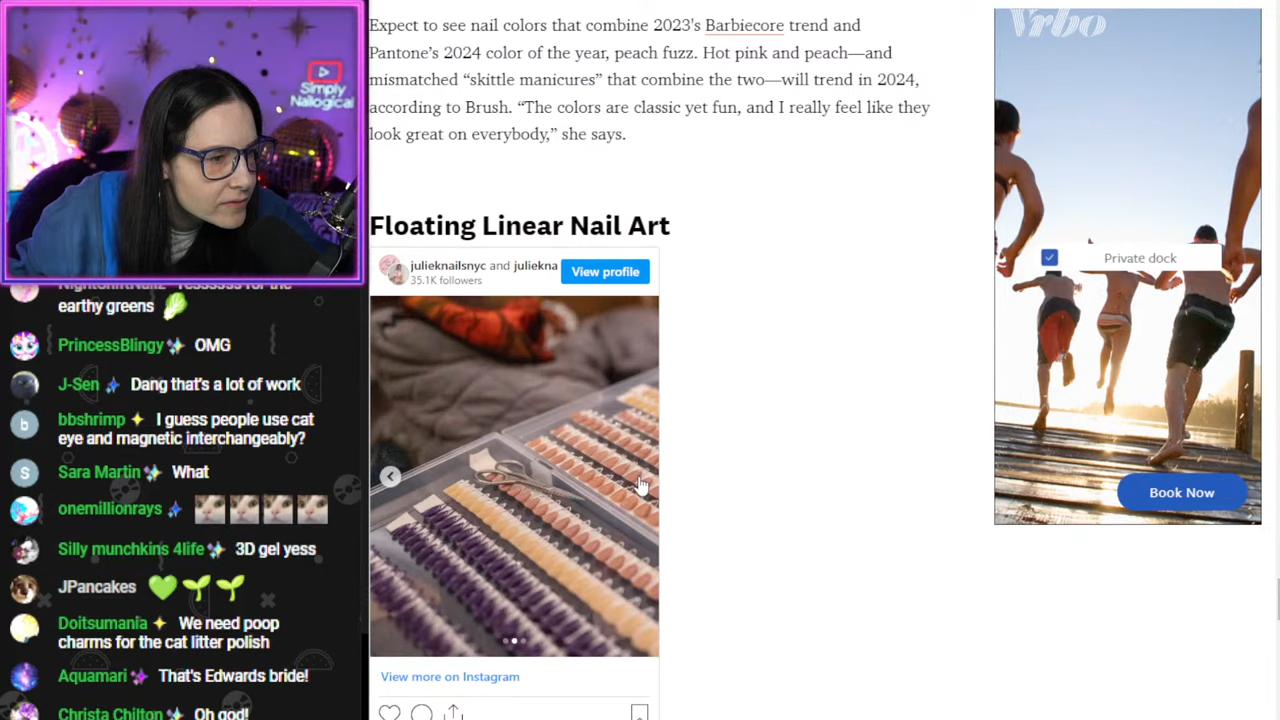 Simply
Nailogical
earthy greens
PrincessBlingy OMG
J-Sen Dang that's a lot of work
bbshrimp I guess people use cat
eye and magnetic interchangeably?
Sara Martin What
onemillionrays
Silly munchkins 4life 3D gel yess
JPancakes
Doitsumania We need poop
charms for the cat litter polish
Aquamari That's Edwards bride!
Christa Chilton Oh god!
Expect to see nail colors that combine 2023's Barbiecore trend and
Pantone’s 2024 color of the year, peach fuzz. Hot pink and peach—and
mismatched “skittle manicures” that combine the two—will trend in 2024,
according to Brush. “The colors are classic yet fun, and I really feel like they
look great on everybody,” she says.
Floating Linear Nail Art
julieknailsnyc and juliekna
35.1K followers
View profile
View more on Instagram
Vrbo
Private dock
Book Now